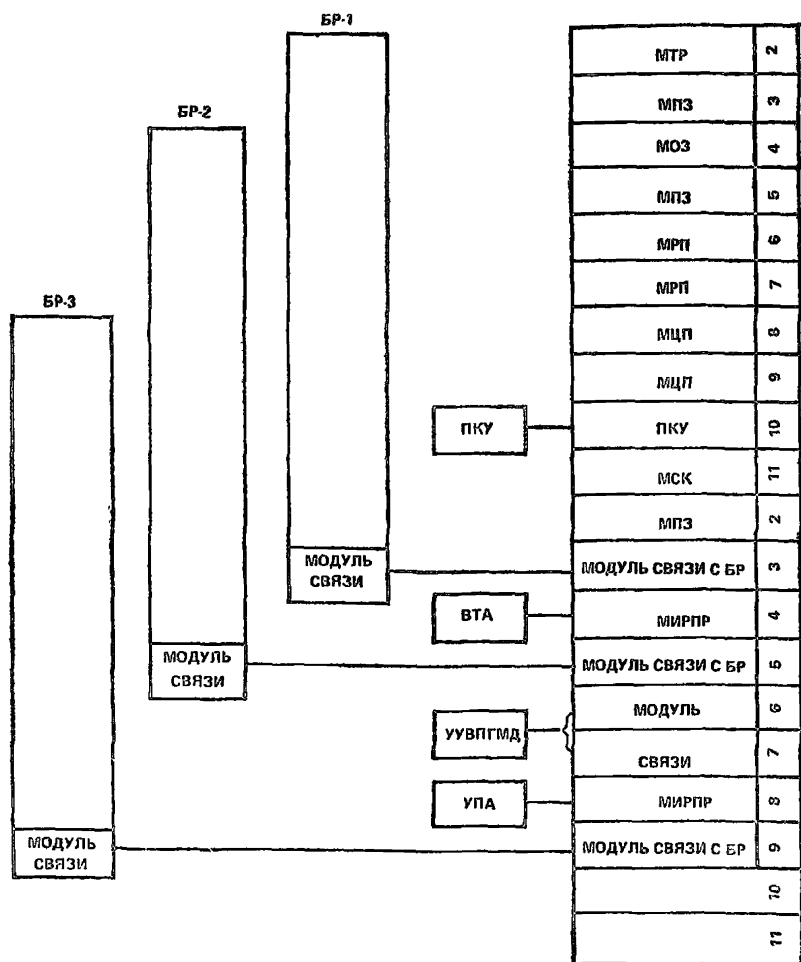 БР-1
БР-2
БР-3
МТР 2
МПЗ 3
МОЗ 4
МПЗ 5
МРП 6
МРП 7
МЦП 8
МЦП 9
ПКУ ПКУ 10
МСК 11
МПЗ 2
МОДУЛЬ СВЯЗИ С БР 3
МОДУЛЬ
СВЯЗИ
ВТА МИРПР 4
МОДУЛЬ СВЯЗИ С БР 5
МОДУЛЬ
СВЯЗИ
МОДУЛЬ 6
УУВПГМД
СВЯЗИ 7
УПА МИРПР 8
МОДУЛЬ СВЯЗИ С БР 9
МОДУЛЬ
СВЯЗИ
10
11